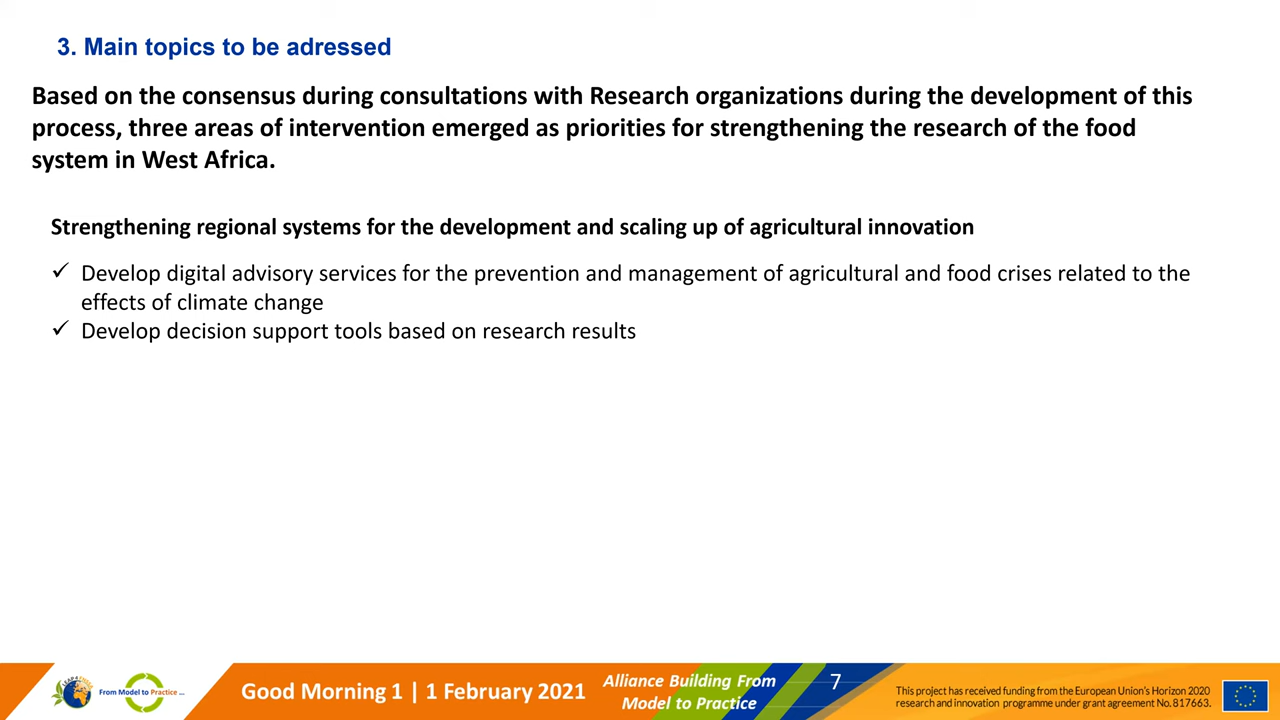 3. Main topics to be adressed
Based on the consensus during consultations with Research organizations during the development of this
process, three areas of intervention emerged as priorities for strengthening the research of the food
system in West Africa.
Strengthening regional systems for the development and scaling up of agricultural innovation
✓ Develop digital advisory services for the prevention and management of agricultural and food crises related to the
effects of climate change
✓ Develop decision support tools based on research results
From Model to Practice ...
Good Morning 1 | 1 February 2021
Alliance Building From
Model to Practice
7
This project has received funding from the European Union's Horizon 2020
research and innovation programme under grant agreement No. 817663.